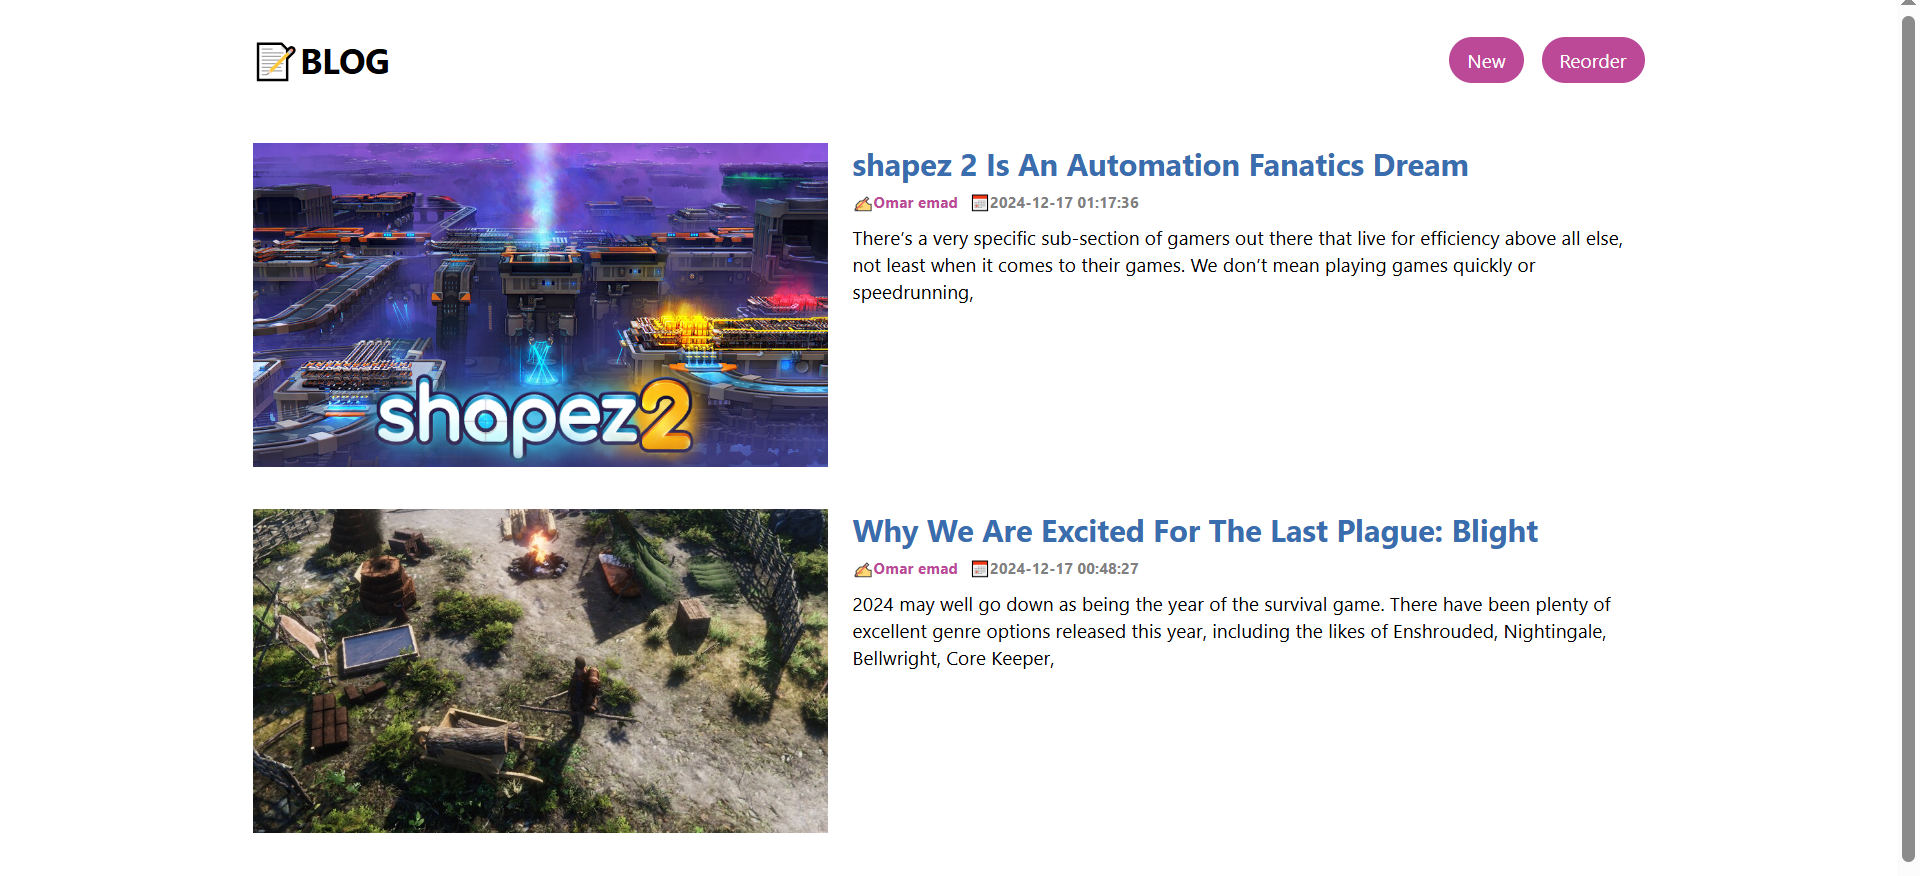 BLOG
New
Reorder
shapez 2 Is An Automation Fanatics Dream
Omar emad 2024-12-17 01:17:36
There’s a very specific sub-section of gamers out there that live for efficiency above all else,
not least when it comes to their games. We don’t mean playing games quickly or
speedrunning,
shapez2
Why We Are Excited For The Last Plague: Blight
Omar emad 2024-12-17 00:48:27
2024 may well go down as being the year of the survival game. There have been plenty of
excellent genre options released this year, including the likes of Enshrouded, Nightingale,
Bellwright, Core Keeper,